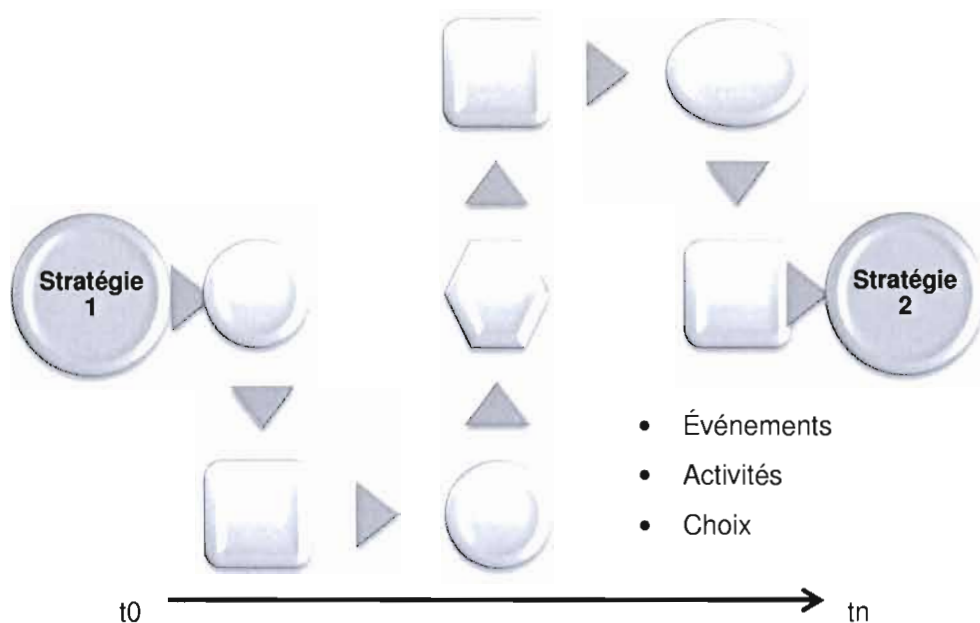 Stratégie
1
Stratégie
2
• Événements
• Activités
• Choix
t0
tn